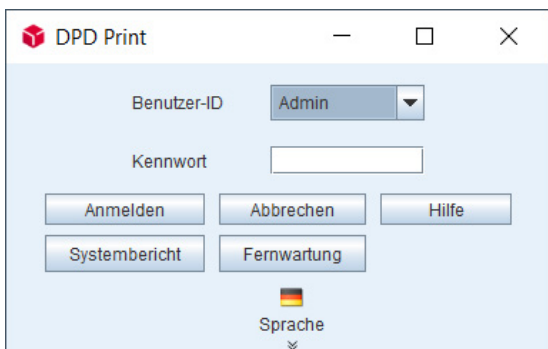 DPD Print
Benutzer-ID Admin
Kennwort
Anmelden Abbrechen Hilfe
Systembericht Fernwartung
Sprache